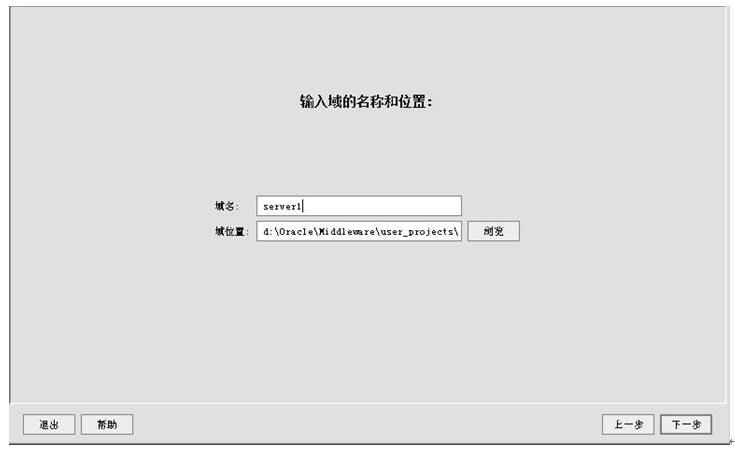 输入域的名称和位置:
域名: server1
域位置: d:\Oracle\Middleware\user_projects\ 浏览
退出 帮助 上一步 下一步